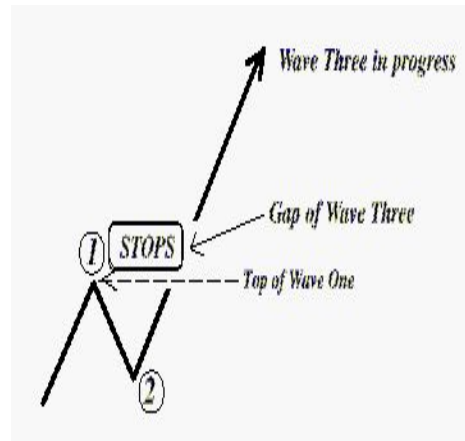 Wave Three in progress
Gap of Wave Three
1 STOPS
Top of Wave One
2